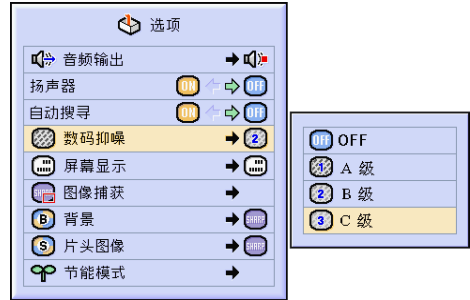 选项
音频输出
扬声器 ON OFF
自动搜寻 ON OFF
数码抑噪 2
屏幕显示
图像捕获
背景 B SHARP
片头图像 S SHARP
节能模式
OFF OFF
1 A 级
2 B 级
3 C 级